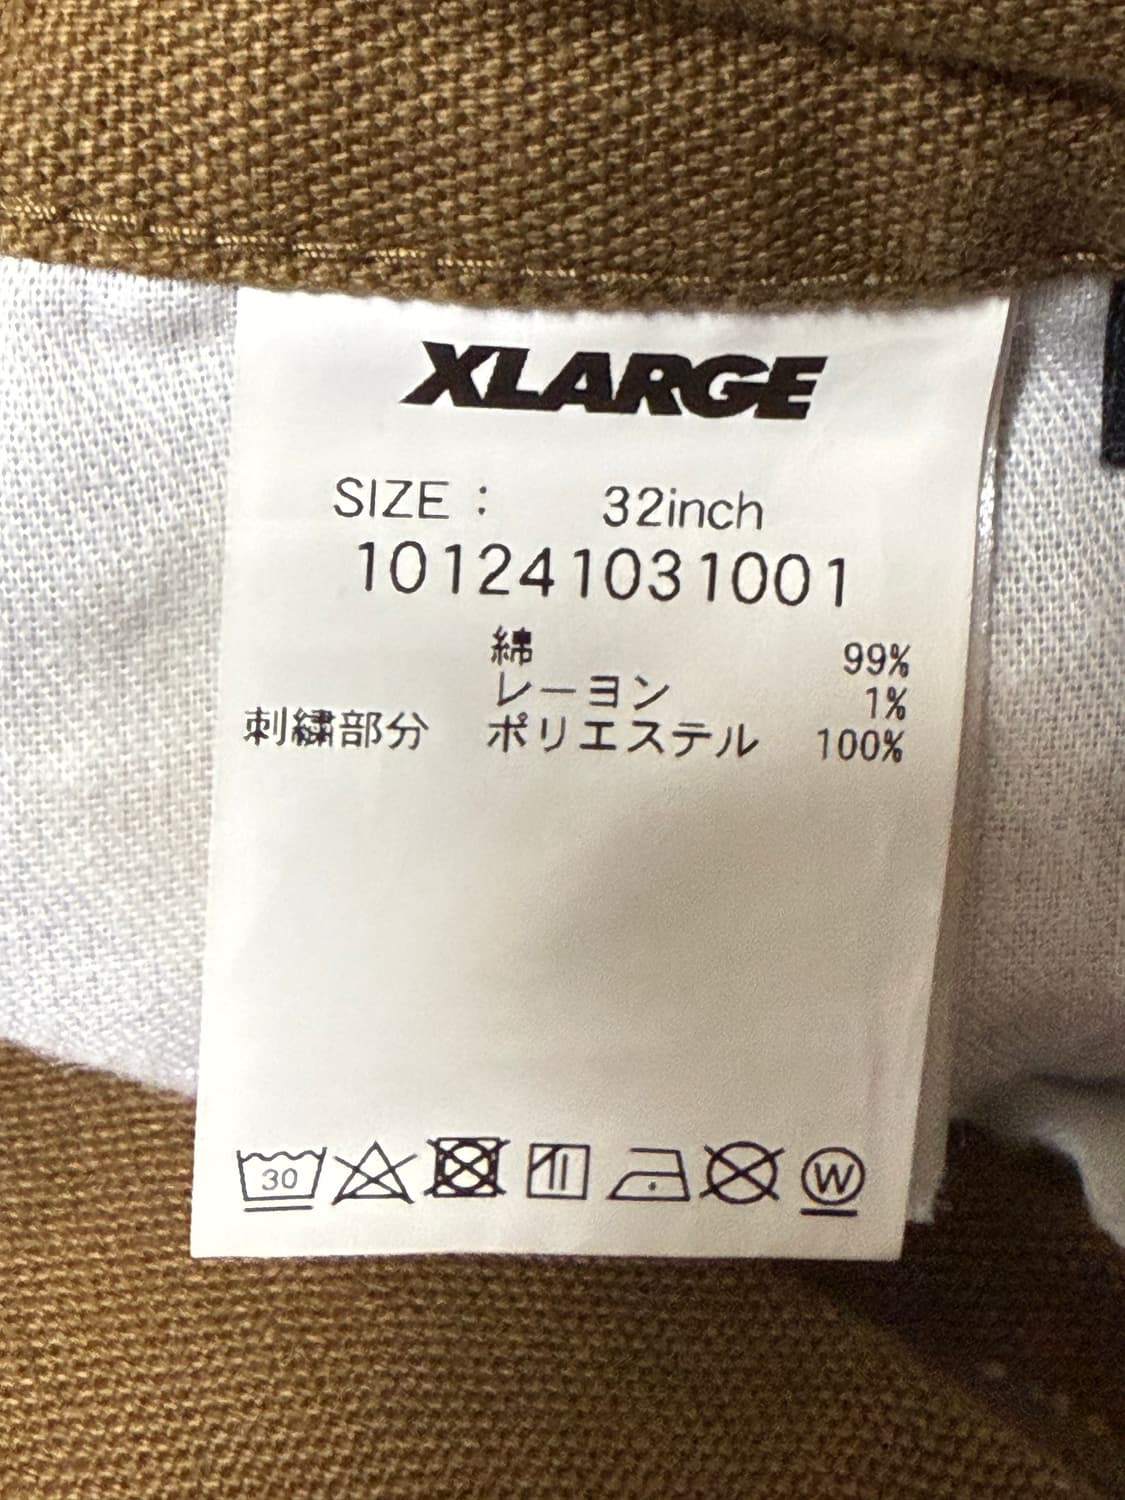 XLARGE
SIZE : 32inch
101241031001
綿 99%
レーヨン 1%
刺繍部分 ポリエステル 100%
30
W